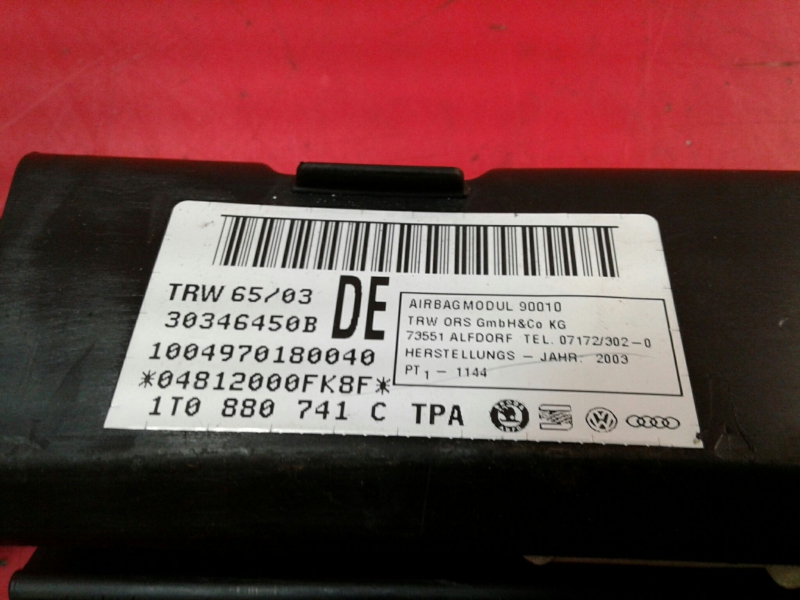 TRW 65/03
DE
30346450B
1004970180040
*04812000FK8F*
1T0 880 741 C TPA
AIRBAGMODUL 90010
TRW ORS GmbH&Co KG
73551 ALFDORF TEL. 07172/302-0
HERSTELLUNGS - JAHR: 2003
PT1 - 1144